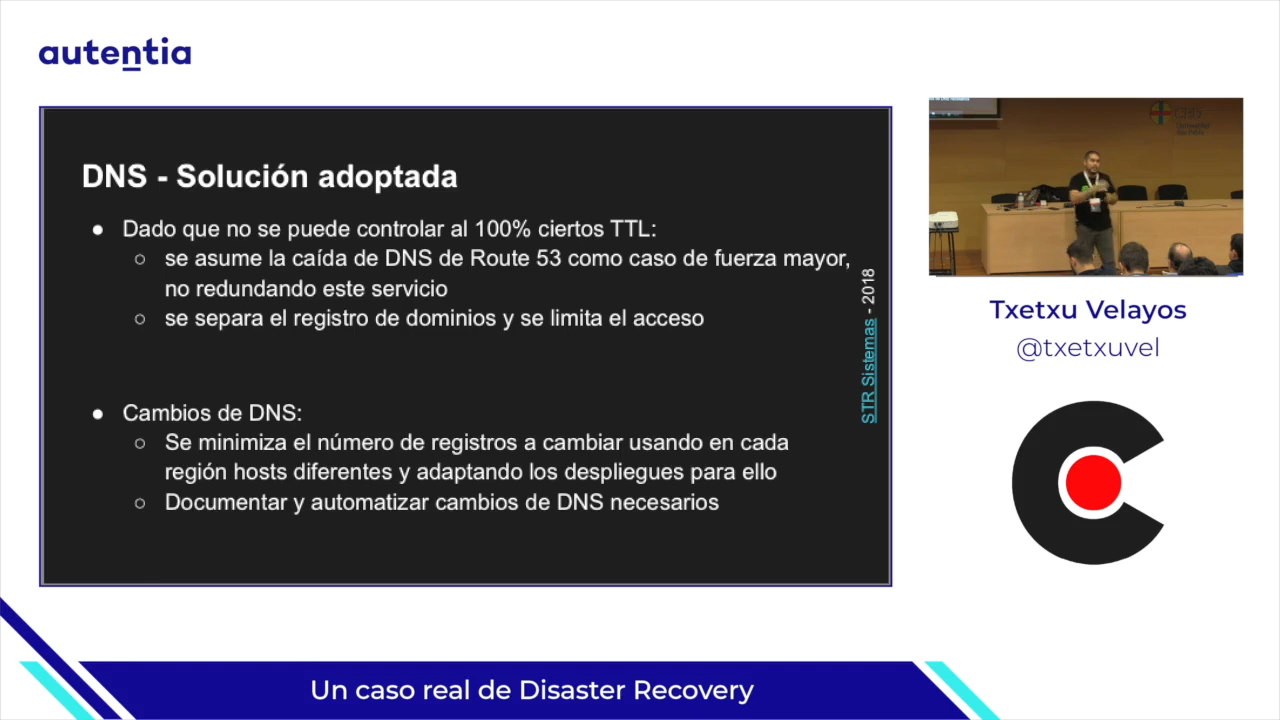 autentia
DNS - Solución adoptada
● Dado que no se puede controlar al 100% ciertos TTL:
○ se asume la caída de DNS de Route 53 como caso de fuerza mayor,
no redundando este servicio
○ se separa el registro de dominios y se limita el acceso
● Cambios de DNS:
○ Se minimiza el número de registros a cambiar usando en cada
región hosts diferentes y adaptando los despliegues para ello
○ Documentar y automatizar cambios de DNS necesarios
STR Sistemas - 2018
CEU
Universidad
San Pablo
Txetxu Velayos
@txetxuvel
Un caso real de Disaster Recovery